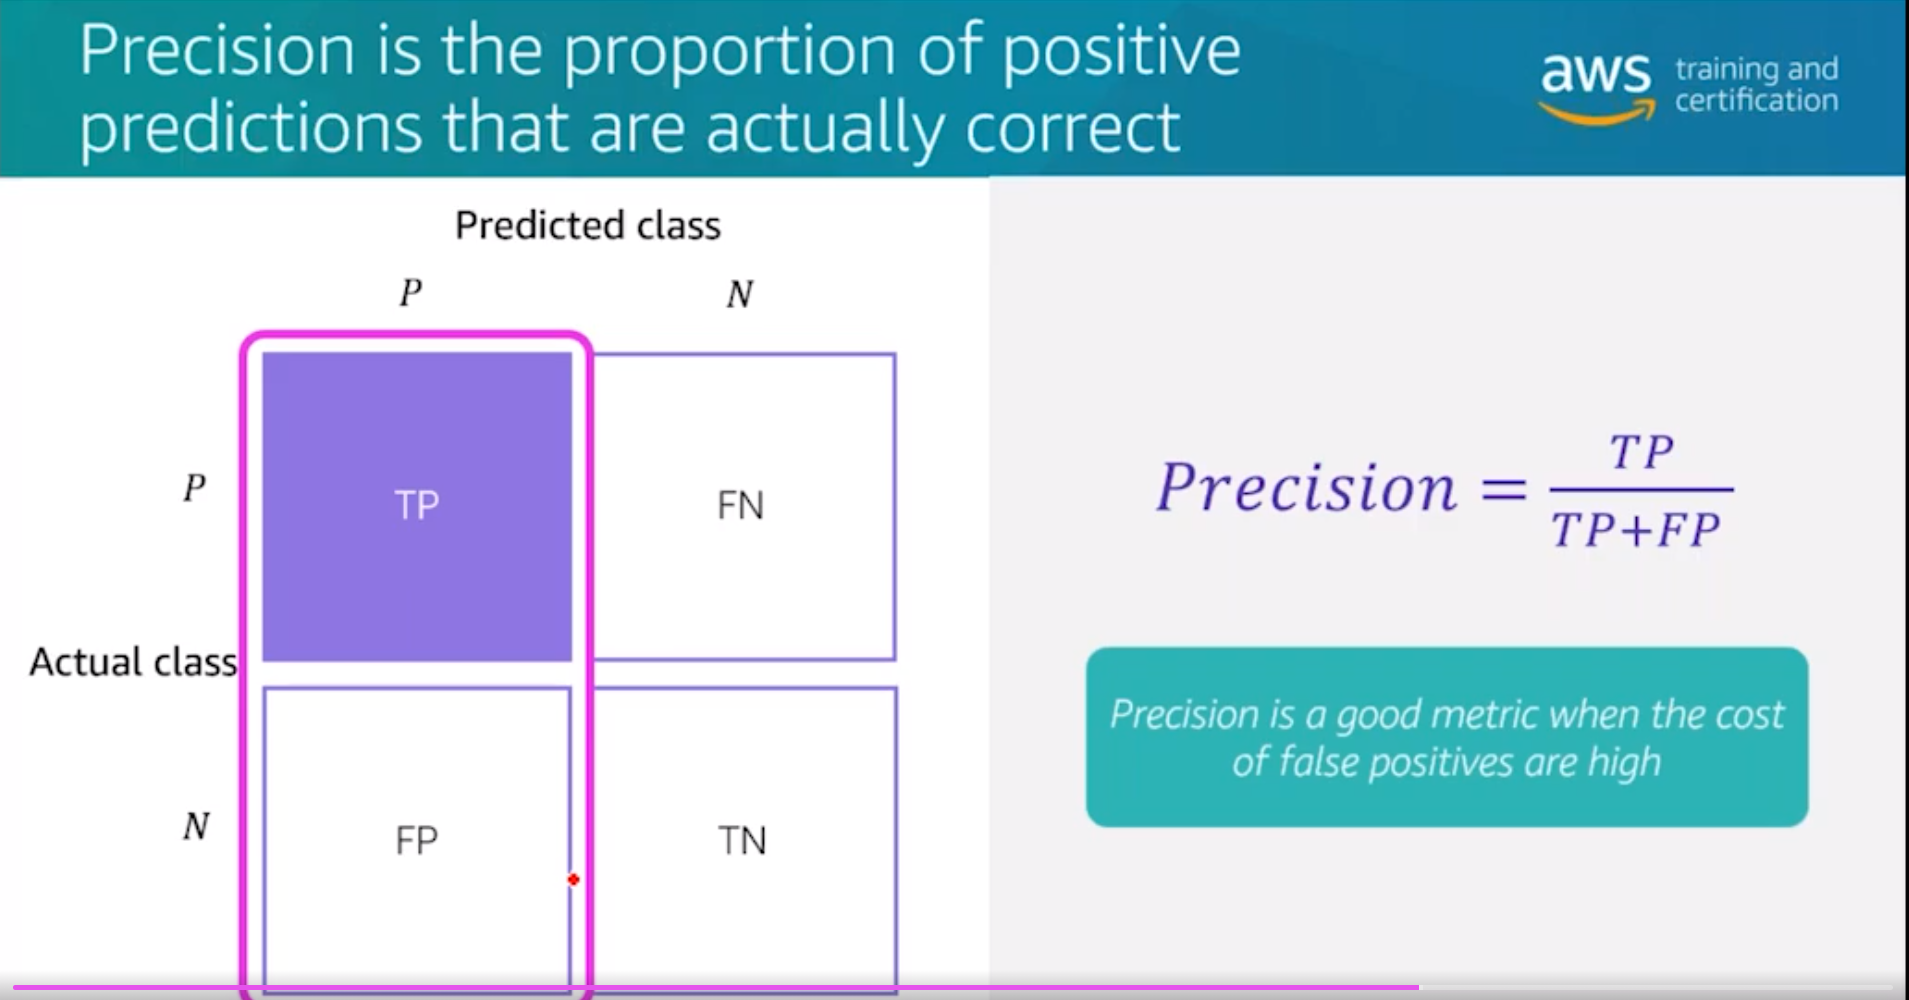 Precision is the proportion of positive
predictions that are actually correct
aws training and
certification
Predicted class
P N
P
TP FN
Actual class
N
FP TN
Precision = TP / TP+FP
Precision is a good metric when the cost
of false positives are high